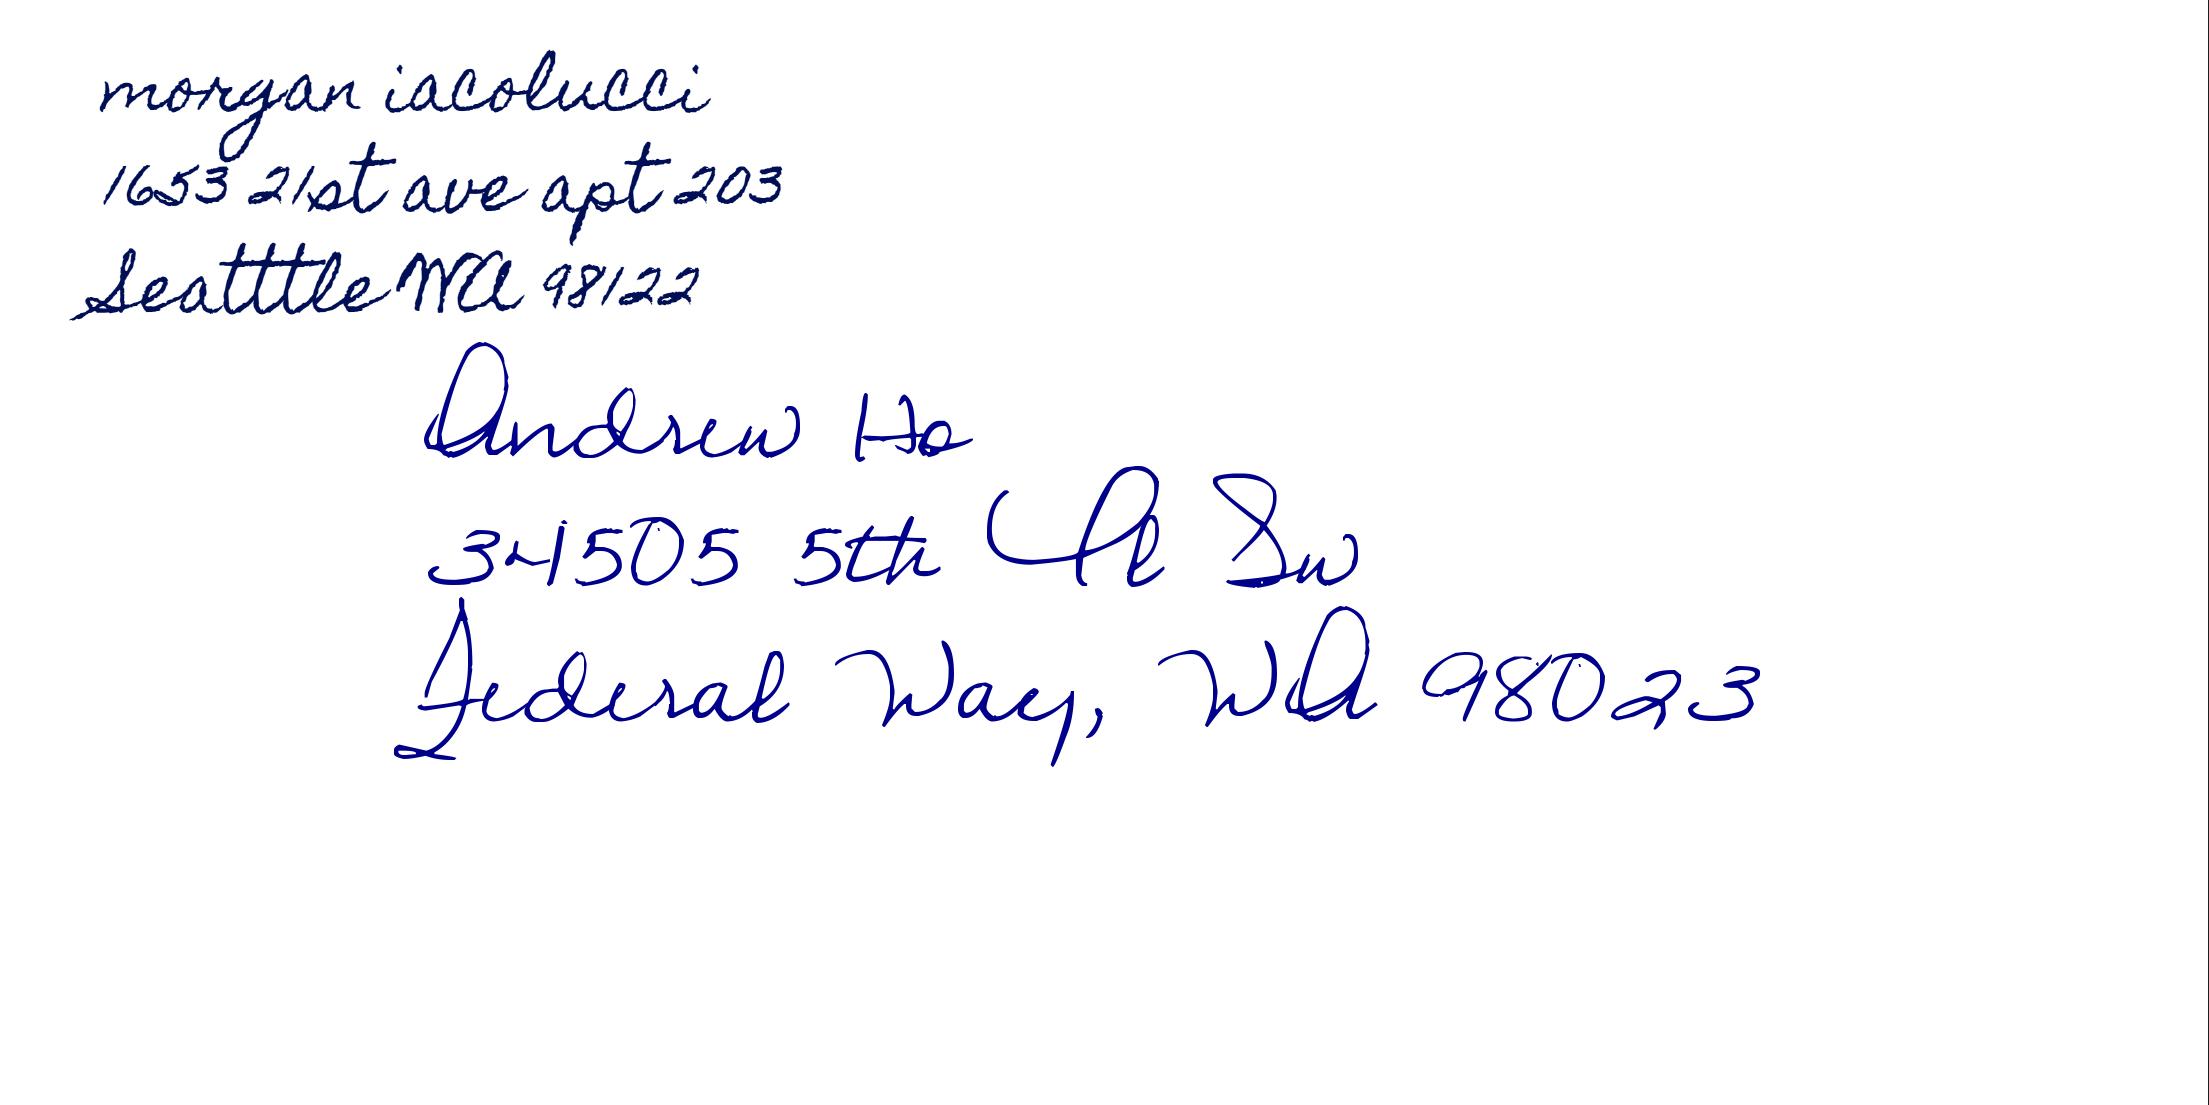 morgan iacolucci
1653 21st ave apt 203
Seatttle WA 98122
Andrew Ho
34505 5th Pl Sw
Federal Way, WA 98023